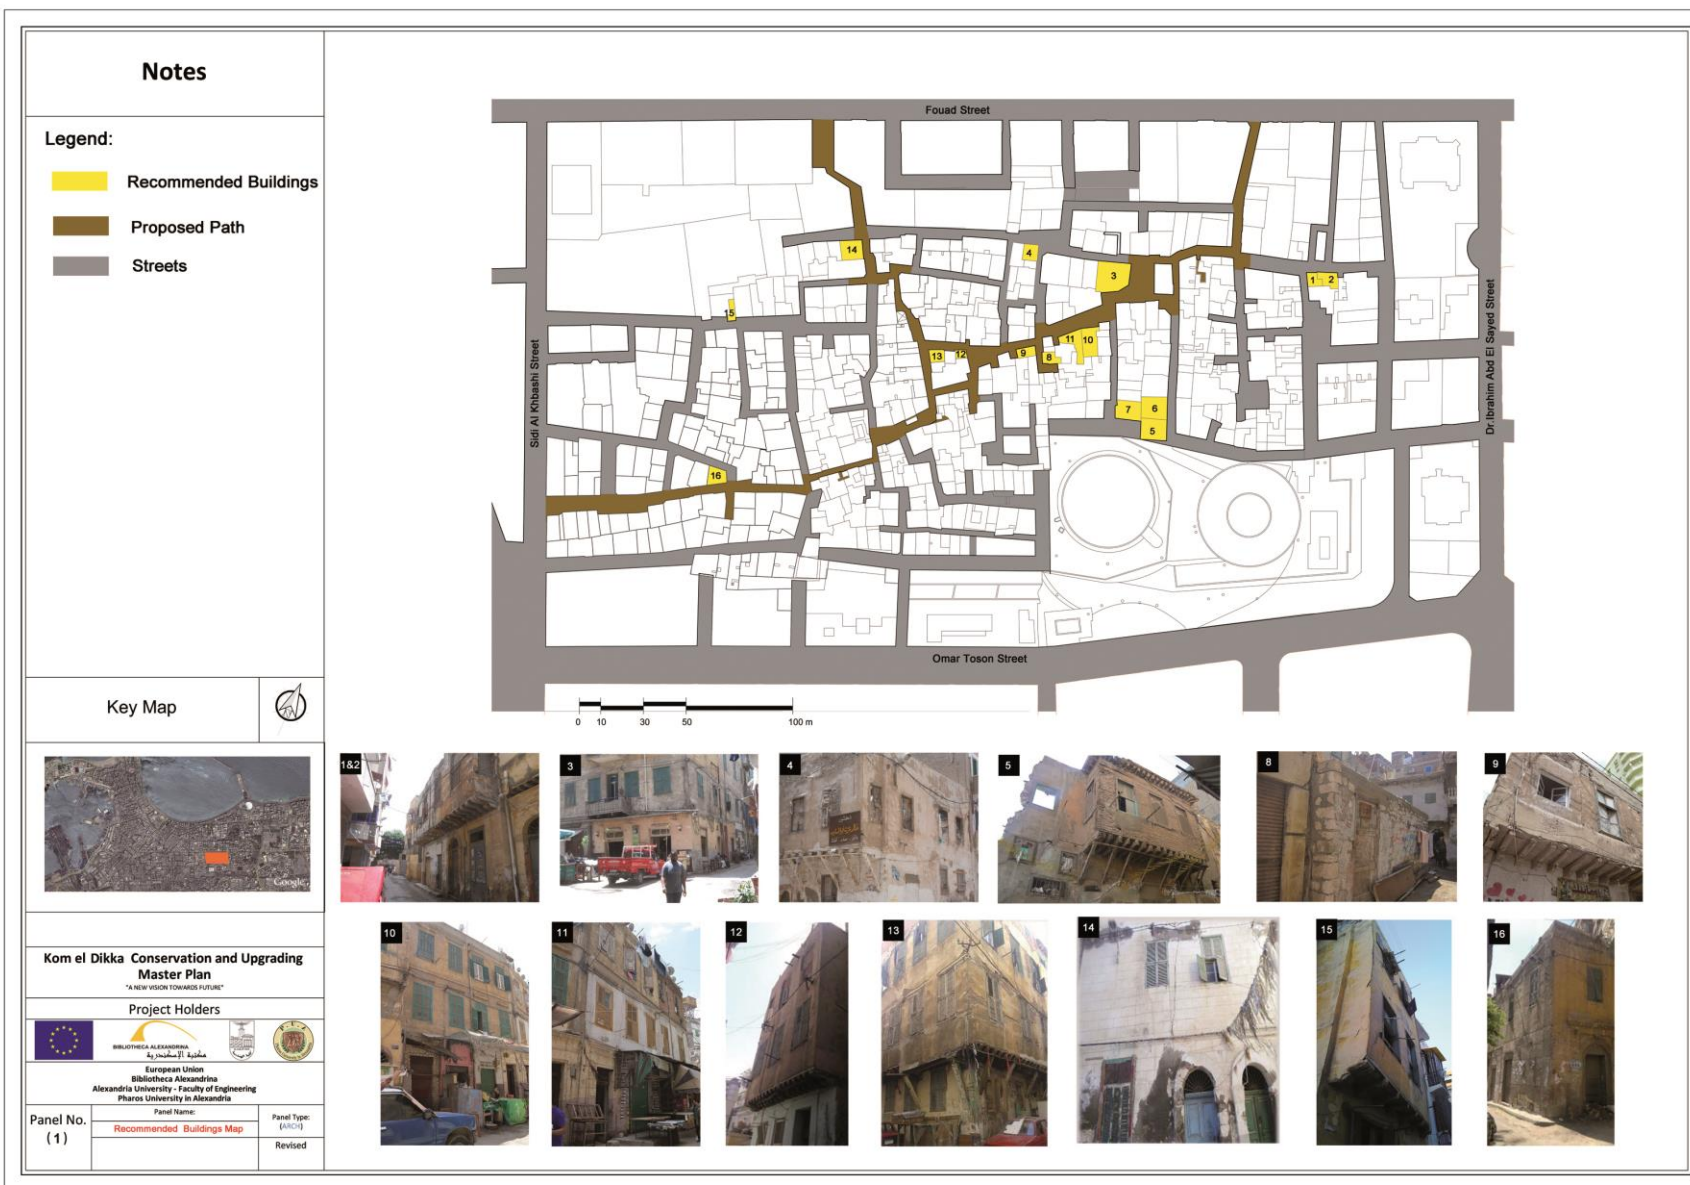 Notes
Legend:
Recommended Buildings
Proposed Path
Streets
Key Map
Google
Kom el Dikka Conservation and Upgrading
Master Plan
"A NEW VISION TOWARDS FUTURE"
Project Holders
BIBLIOTHECA ALEXANDRINA
مكتبة الإسكندرية
European Union
Bibliotheca Alexandrina
Alexandria University - Faculty of Engineering
Pharos University in Alexandria
Panel No.
(1)
Panel Name:
Recommended Buildings Map
Panel Type:
(ARCH)
Revised
Fouad Street
Sidi Al Khbashi Street
Dr.Ibrahim Abd El Sayed Street
Omar Toson Street
14
4
3
1
2
15
13
12
9
8
11
10
7
6
5
16
0 10 30 50 100 m
1&2
3
4
5
8
9
10
11
12
13
14
15
16